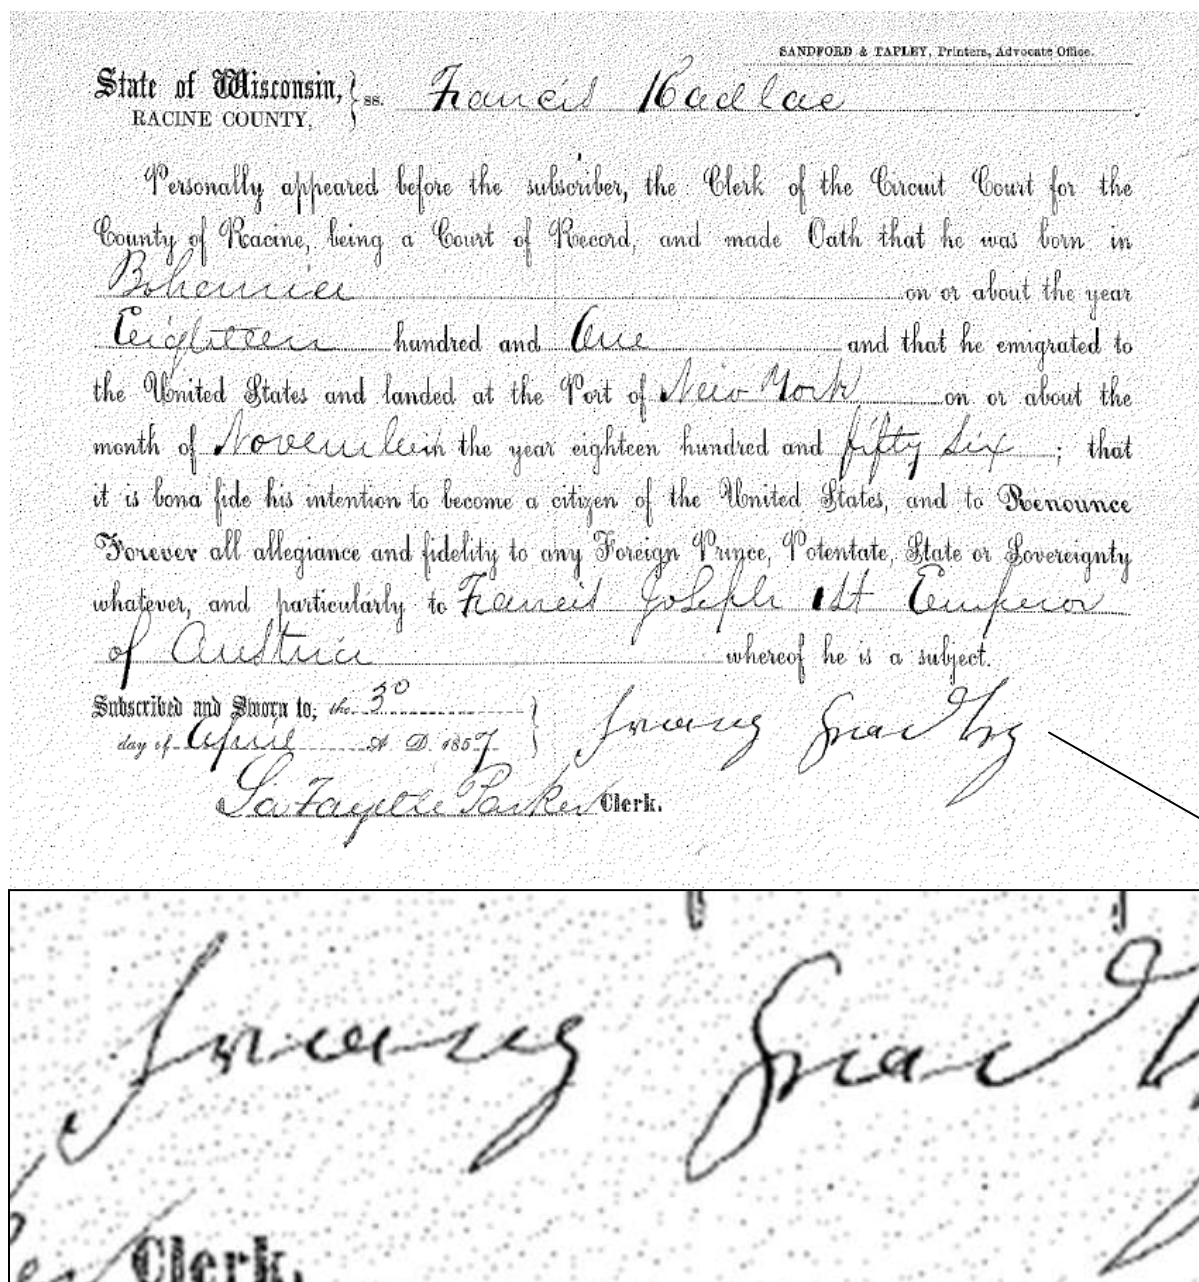 SANDFORD & TAPLEY, Printers, Advocate Office.
State of Wisconsin, } ss. Francis Kadlac
RACINE COUNTY,
Personally appeared before the subscriber, the Clerk of the Circuit Court for the
County of Racine, being a Court of Record, and made Oath that he was born in
Bohemia on or about the year
Eighteen hundred and One and that he emigrated to
the United States and landed at the Port of New York on or about the
month of November in the year eighteen hundred and fifty six ; that
it is bona fide his intention to become a citizen of the United States, and to Renounce
Forever all allegiance and fidelity to any Foreign Prince, Potentate, State or Sovereignty
whatever, and particularly to Francis Joseph 1st Emperor
of Austria whereof he is a subject.
Subscribed and Sworn to, the 30
day of April A. D. 1857 }
La Fayette Parker Clerk.
Clerk.